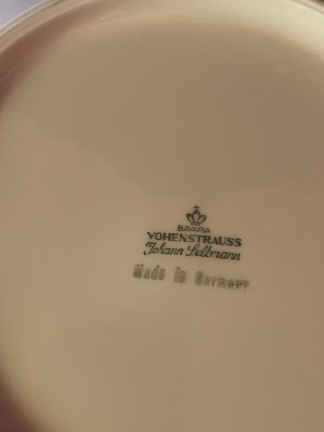 BAVARIA
VOHENSTRAUSS
Johann Seltmann
Made in Germany